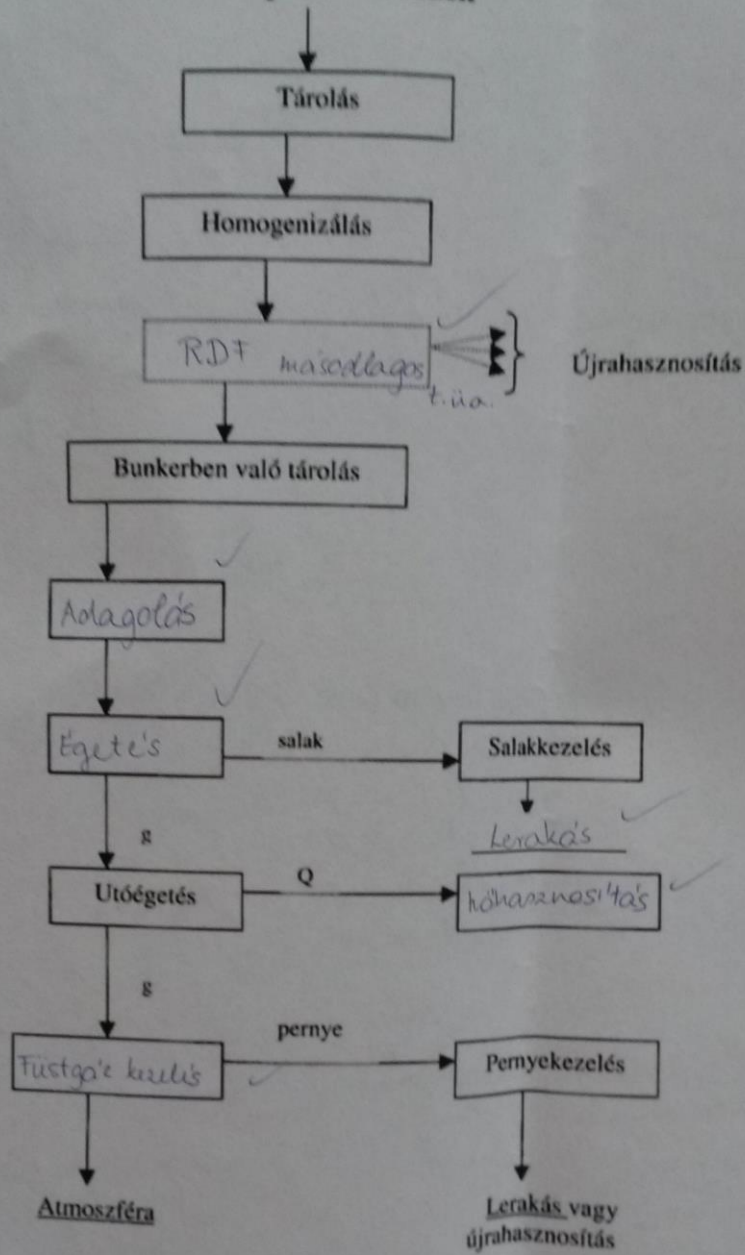 Tárolás
Homogenizálás
RDF másodlagos
t.üa.
Újrahasznosítás
Bunkerben való tárolás
Adagolás
Égetés
salak
Salakkezelés
Lerakás
g
Utóégetés
Q
hőhasznosítás
g
Füstgáz kezelés
pernye
Pernyekezelés
Atmoszféra
Lerakás vagy
újrahasznosítás